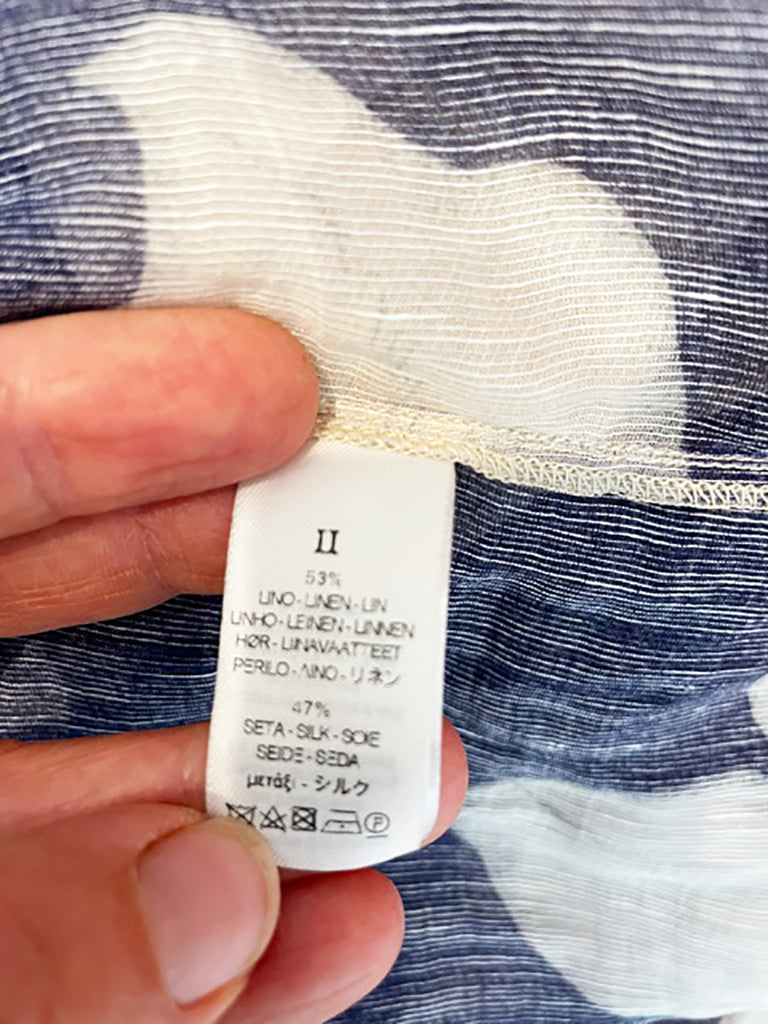 II
53%
LINO - LINEN - LIN
LINHO - LEINEN - LINNEN
HØR - LIINAVAATTEET
PERILO - ΛΙΝΟ - リネン
47%
SETA - SILK - SOIE
SEIDE - SEDA
μετάξι - シルク
P